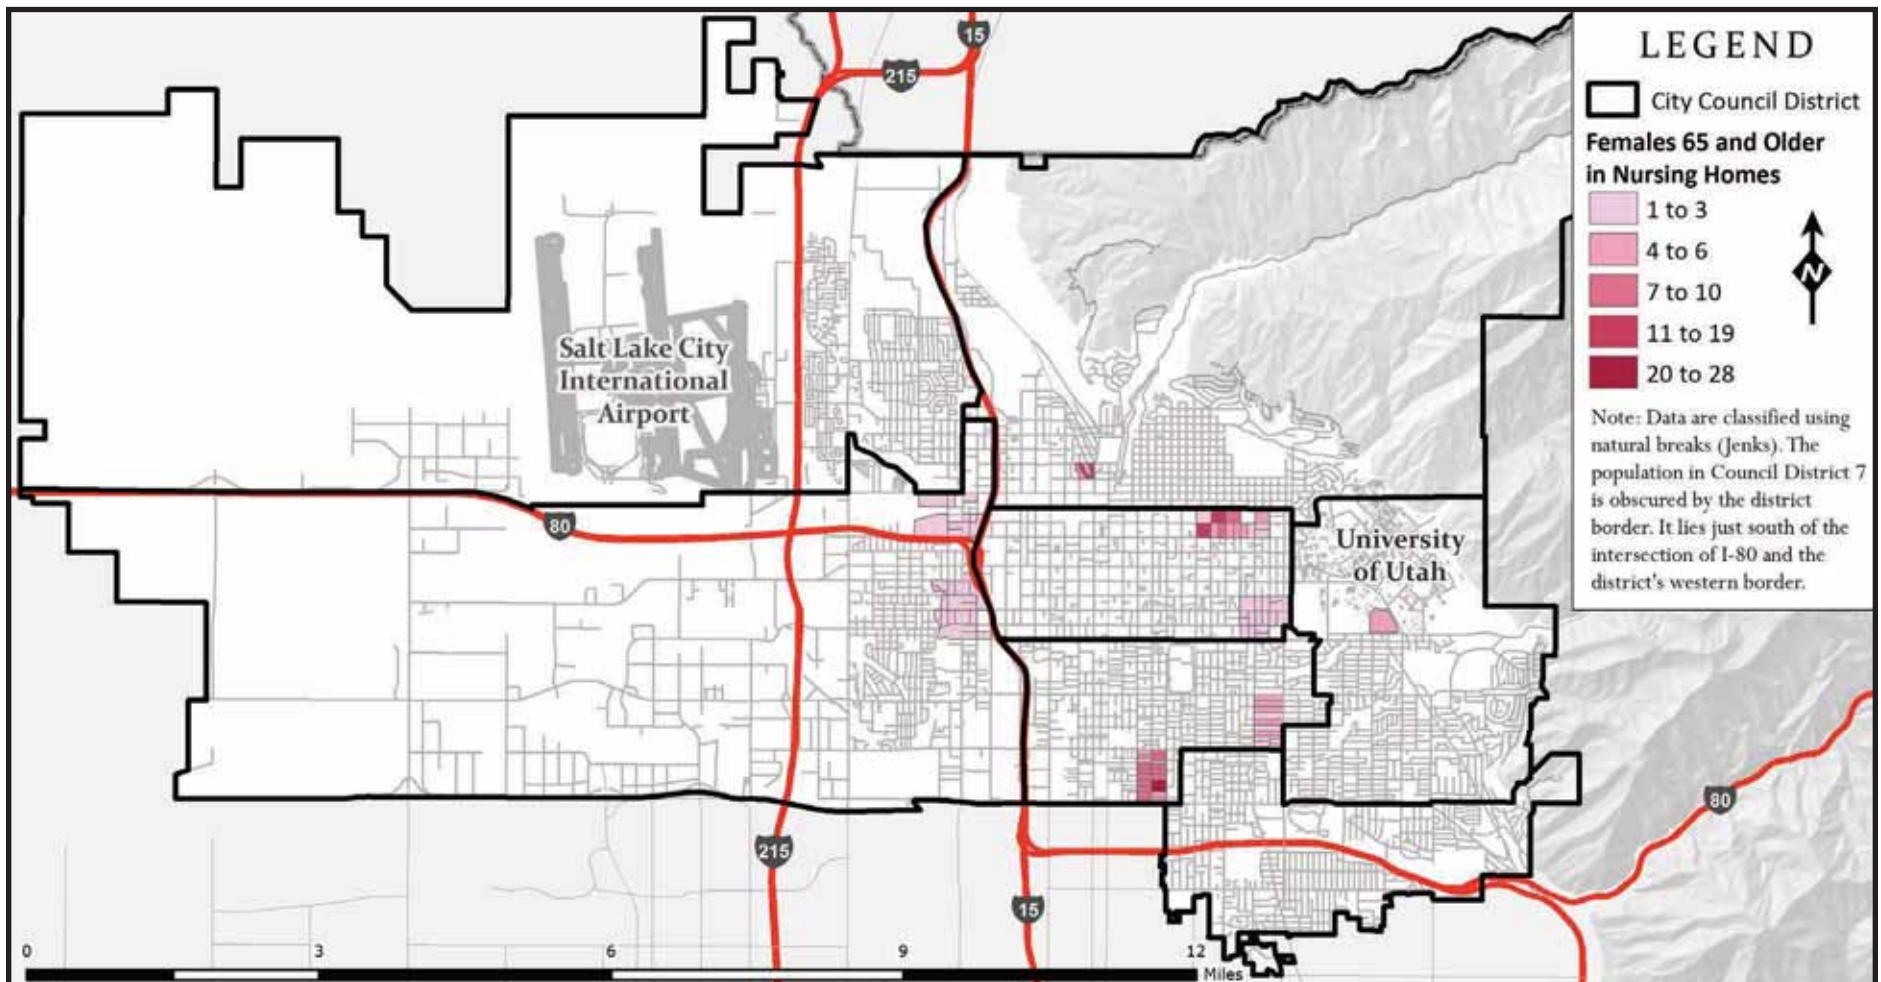 15
215
LEGEND
City Council District
Females 65 and Older
in Nursing Homes
1 to 3
4 to 6
7 to 10
11 to 19
20 to 28
N
Note: Data are classified using
natural breaks (Jenks). The
population in Council District 7
is obscured by the district
border. It lies just south of the
intersection of I-80 and the
district's western border.
Salt Lake City
International
Airport
80
University
of Utah
80
215
15
0 3 6 9 12
Miles